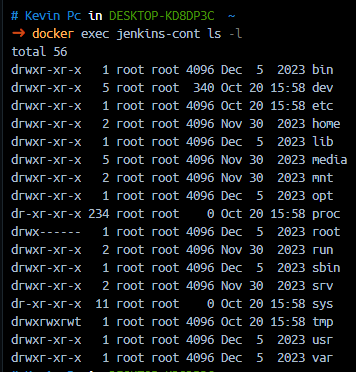 # Kevin Pc in DESKTOP-KD8DP3C ~
➜ docker exec jenkins-cont ls -l
total 56
drwxr-xr-x 1 root root 4096 Dec 5 2023 bin
drwxr-xr-x 5 root root 340 Oct 20 15:58 dev
drwxr-xr-x 1 root root 4096 Oct 20 15:58 etc
drwxr-xr-x 2 root root 4096 Nov 30 2023 home
drwxr-xr-x 1 root root 4096 Dec 5 2023 lib
drwxr-xr-x 5 root root 4096 Nov 30 2023 media
drwxr-xr-x 2 root root 4096 Nov 30 2023 mnt
drwxr-xr-x 1 root root 4096 Dec 5 2023 opt
dr-xr-xr-x 234 root root 0 Oct 20 15:58 proc
drwx------ 1 root root 4096 Dec 5 2023 root
drwxr-xr-x 2 root root 4096 Nov 30 2023 run
drwxr-xr-x 1 root root 4096 Dec 5 2023 sbin
drwxr-xr-x 2 root root 4096 Nov 30 2023 srv
dr-xr-xr-x 11 root root 0 Oct 20 15:58 sys
drwxrwxrwt 1 root root 4096 Oct 20 15:58 tmp
drwxr-xr-x 1 root root 4096 Dec 5 2023 usr
drwxr-xr-x 1 root root 4096 Dec 5 2023 var